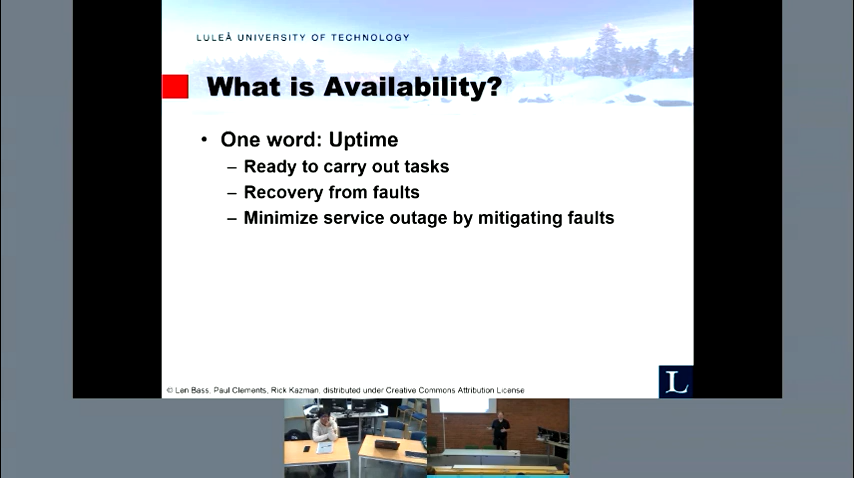 LULEÅ UNIVERSITY OF TECHNOLOGY
What is Availability?
• One word: Uptime
– Ready to carry out tasks
– Recovery from faults
– Minimize service outage by mitigating faults
© Len Bass, Paul Clements, Rick Kazman, distributed under Creative Commons Attribution License
L